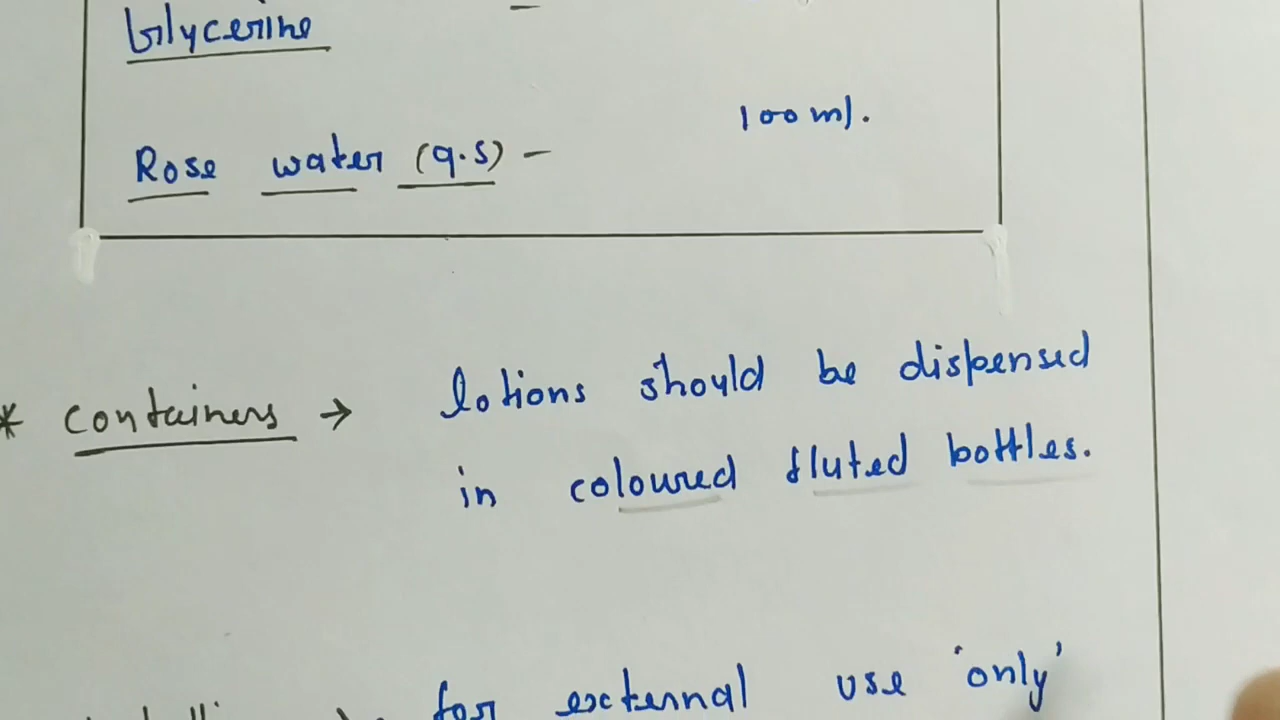 Glycerine -
100 ml.
Rose water (q.s) -
* containers → lotions should be dispensed
in coloured fluted bottles.
for external use 'only'